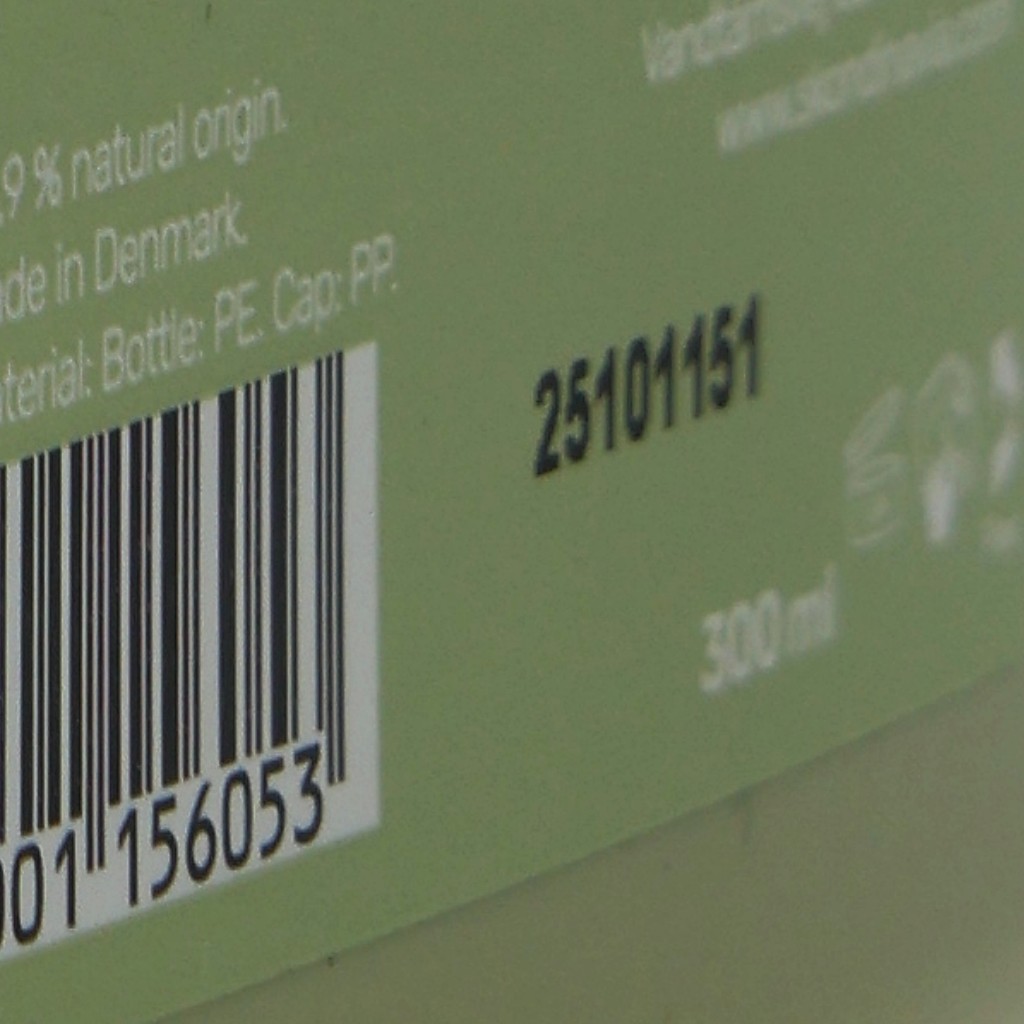 .9 % natural origin.
de in Denmark.
terial: Bottle: PE. Cap: PP.
25101151
300 ml
001 156053